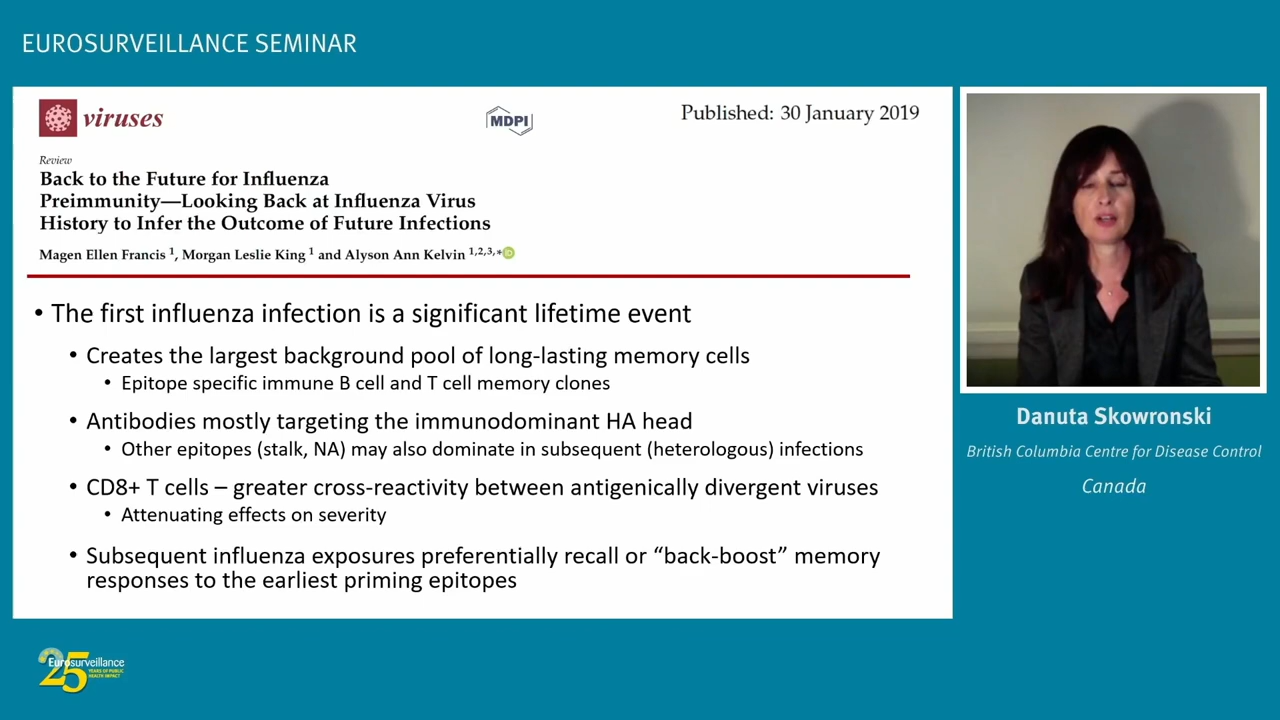 EUROSURVEILLANCE SEMINAR
viruses
MDPI
Published: 30 January 2019
Review
Back to the Future for Influenza
Preimmunity—Looking Back at Influenza Virus
History to Infer the Outcome of Future Infections
Magen Ellen Francis 1, Morgan Leslie King 1 and Alyson Ann Kelvin 1,2,3,* iD
• The first influenza infection is a significant lifetime event
• Creates the largest background pool of long-lasting memory cells
• Epitope specific immune B cell and T cell memory clones
• Antibodies mostly targeting the immunodominant HA head
• Other epitopes (stalk, NA) may also dominate in subsequent (heterologous) infections
• CD8+ T cells – greater cross-reactivity between antigenically divergent viruses
• Attenuating effects on severity
• Subsequent influenza exposures preferentially recall or “back-boost” memory
responses to the earliest priming epitopes
Danuta Skowronski
British Columbia Centre for Disease Control
Canada
25
Eurosurveillance
YEARS OF PUBLIC
HEALTH IMPACT